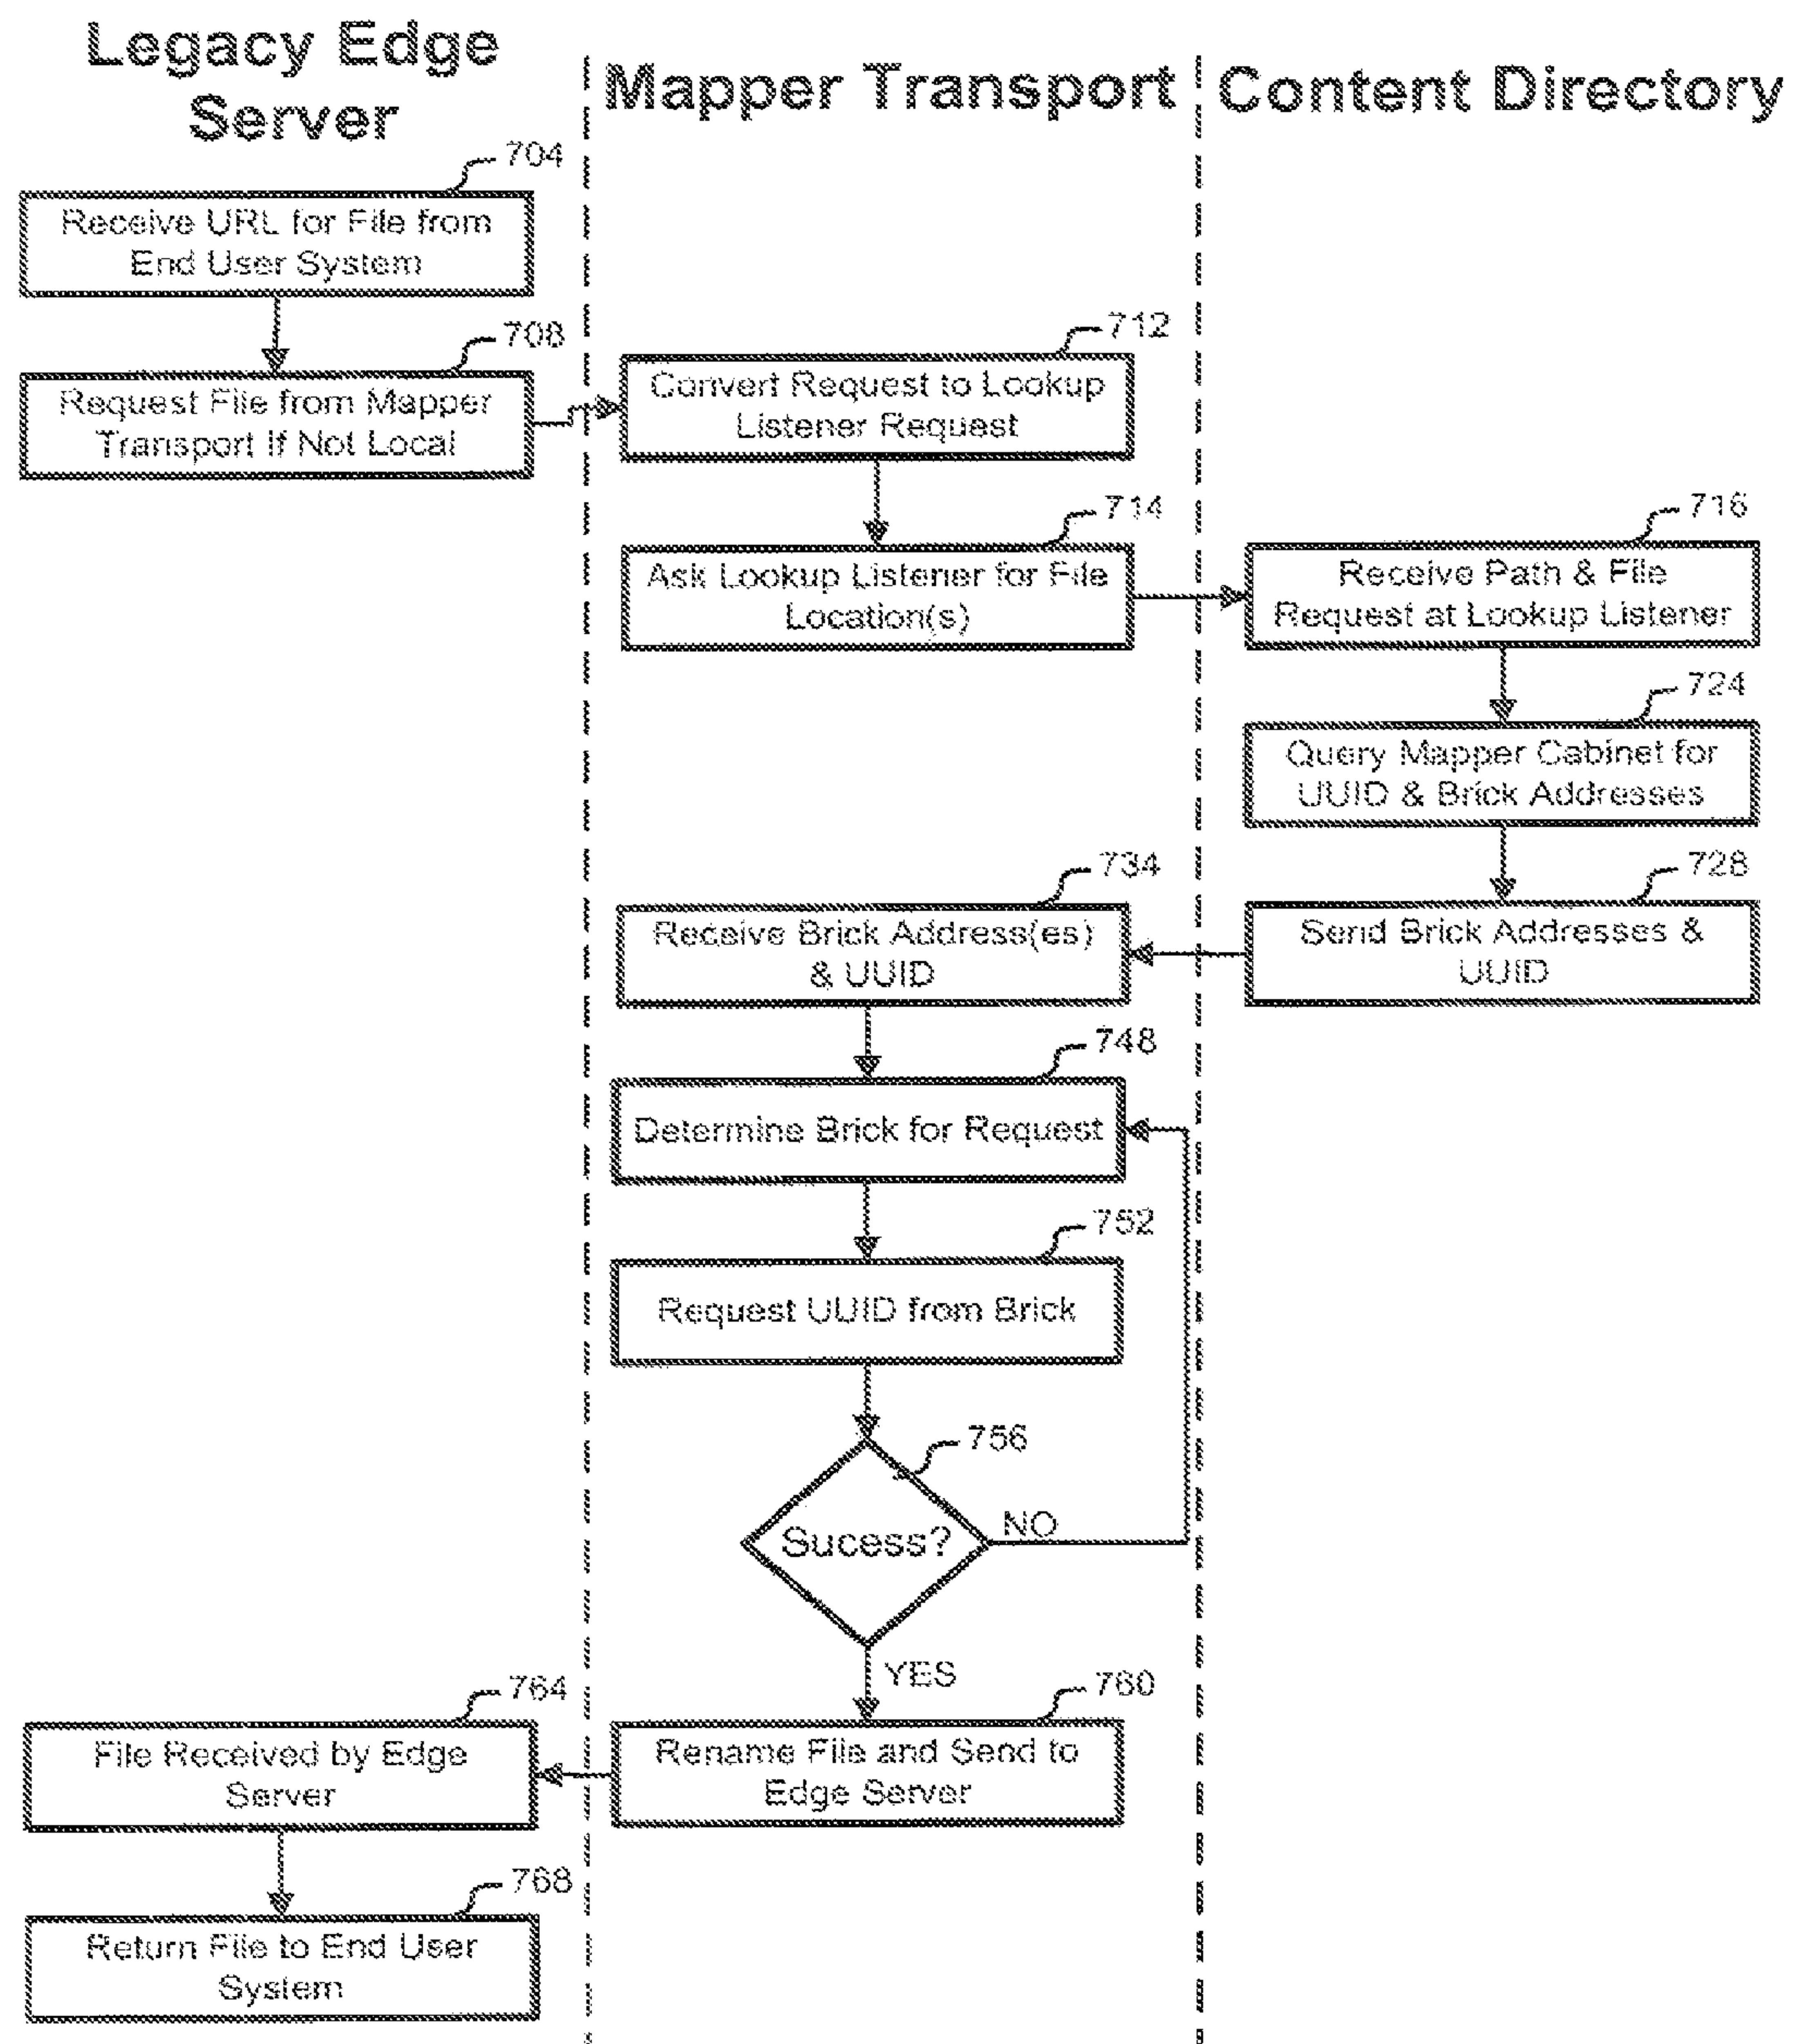 Legacy Edge
Server
Mapper Transport
Content Directory
704
Receive URL for File from
End User System
708
Request File from Mapper
Transport If Not Local
712
Convert Request to Lookup
Listener Request
714
Ask Lookup Listener for File
Location(s)
716
Receive Path & File
Request at Lookup Listener
724
Query Mapper Cabinet for
UUID & Brick Addresses
728
Send Brick Addresses &
UUID
734
Receive Brick Address(es)
& UUID
748
Determine Brick for Request
752
Request UUID from Brick
756
Sucess?
NO
YES
760
Rename File and Send to
Edge Server
764
File Received by Edge
Server
768
Return File to End User
System